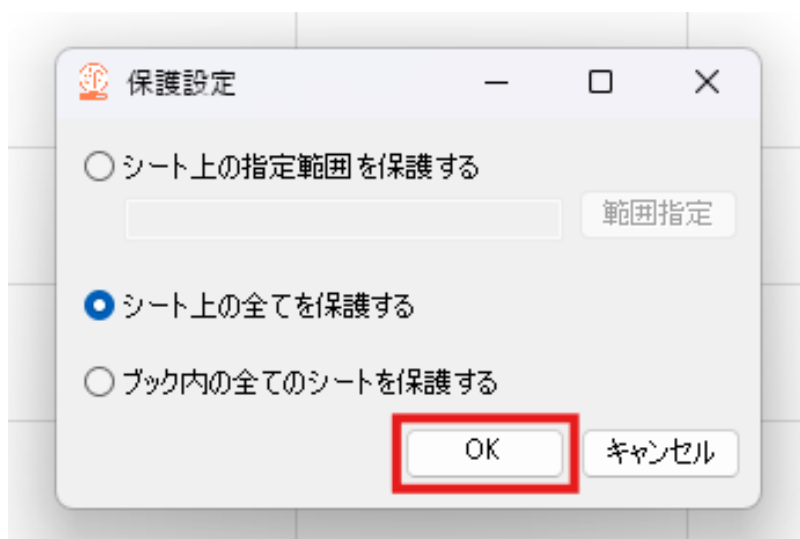 保護設定
シート上の指定範囲を保護する
範囲指定
シート上の全てを保護する
ブック内の全てのシートを保護する
OK キャンセル